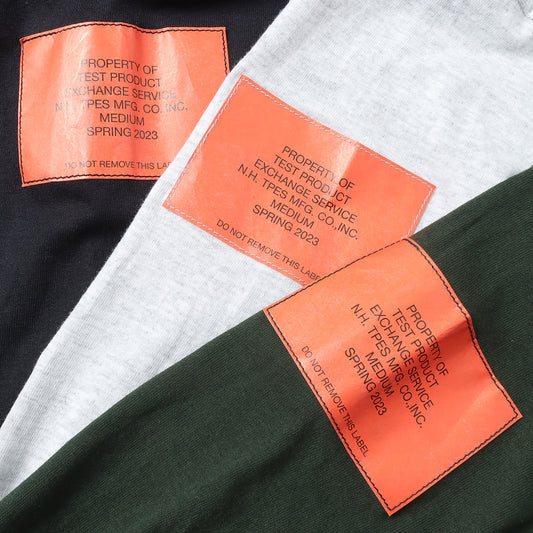 PROPERTY OF
TEST PRODUCT
EXCHANGE SERVICE
N.H. TPES MFG. CO.,INC.
MEDIUM
SPRING 2023
DO NOT REMOVE THIS LABEL
PROPERTY OF
TEST PRODUCT
EXCHANGE SERVICE
N.H. TPES MFG. CO.,INC.
MEDIUM
SPRING 2023
DO NOT REMOVE THIS LABEL
PROPERTY OF
TEST PRODUCT
EXCHANGE SERVICE
N.H. TPES MFG. CO.,INC.
MEDIUM
SPRING 2023
DO NOT REMOVE THIS LABEL